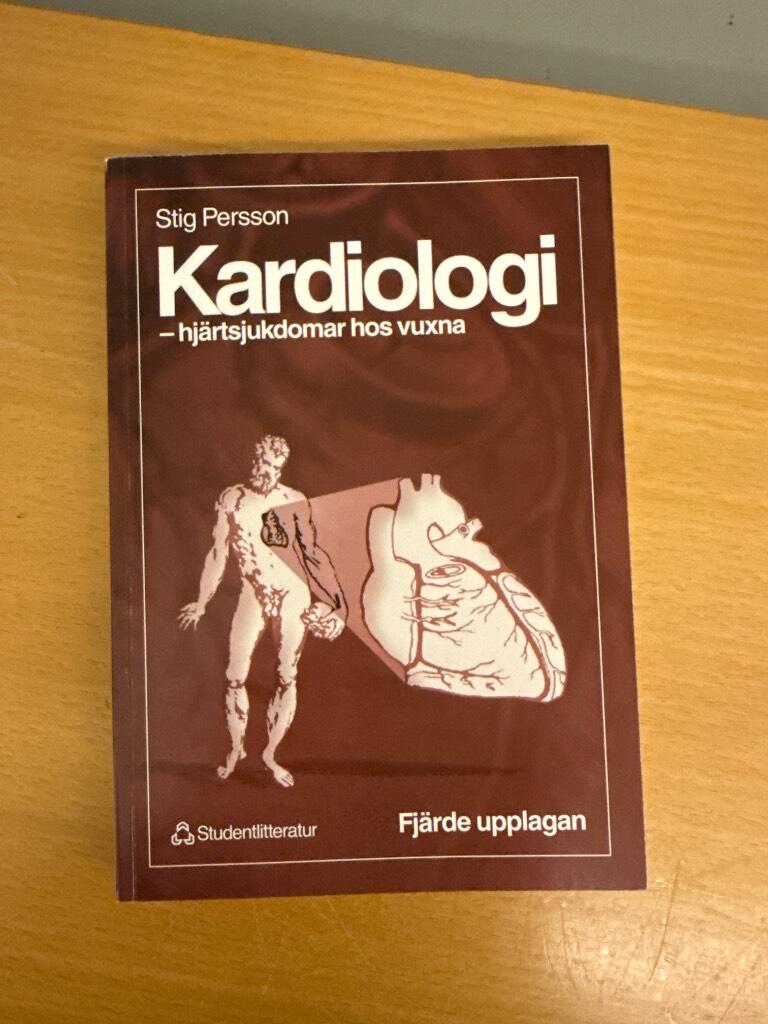 Stig Persson
Kardiologi
– hjärtsjukdomar hos vuxna
Studentlitteratur
Fjärde upplagan